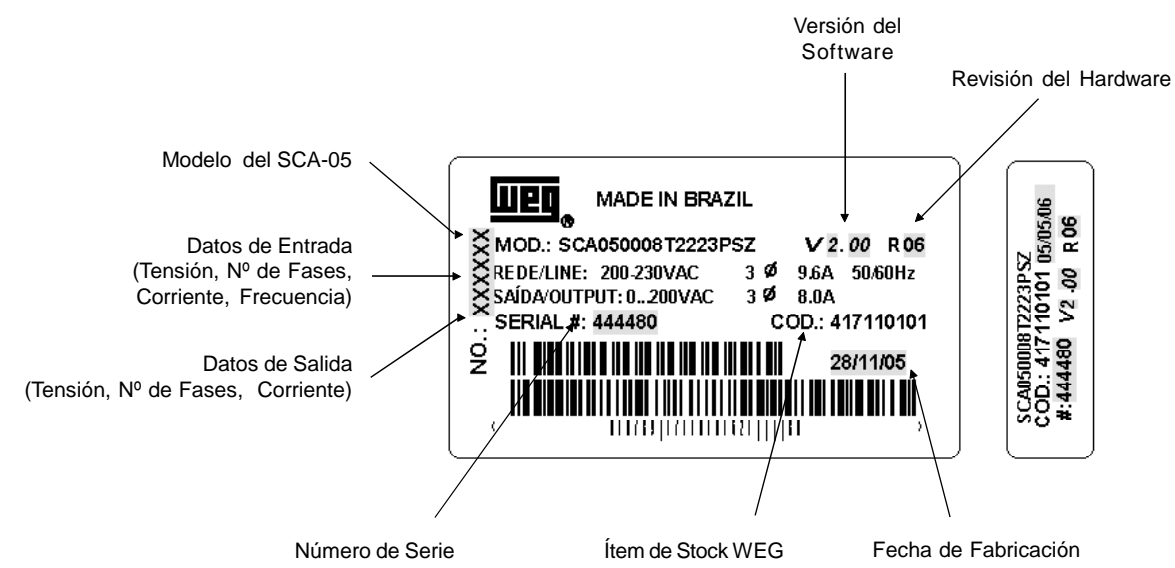 Versión del
Software
Revisión del Hardware
Modelo del SCA-05
Datos de Entrada
(Tensión, Nº de Fases,
Corriente, Frecuencia)
Datos de Salida
(Tensión, Nº de Fases, Corriente)
weg®
MADE IN BRAZIL
MOD.: SCA050008T2223PSZ V 2.00 R 06
REDE/LINE: 200-230VAC 3 Ø 9.6A 50/60Hz
SAÍDA/OUTPUT: 0...200VAC 3 Ø 8.0A
SERIAL #: 444480 COD.: 417110101
28/11/05
NO.: XXXXXXX
SCA050008T2223PSZ
COD.: 417110101 05/05/06
#:444480 V2 .00 R 06
Número de Serie
Ítem de Stock WEG
Fecha de Fabricación